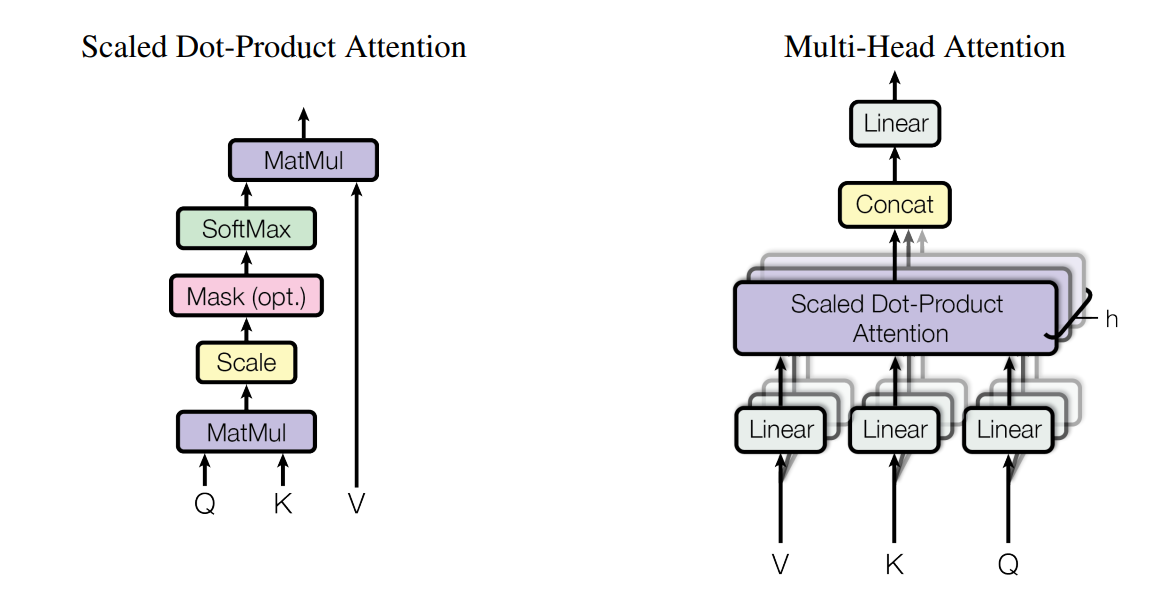 Scaled Dot-Product Attention
MatMul
SoftMax
Mask (opt.)
Scale
MatMul
Q K V
Multi-Head Attention
Linear
Concat
Scaled Dot-Product
Attention
h
Linear Linear Linear
V K Q